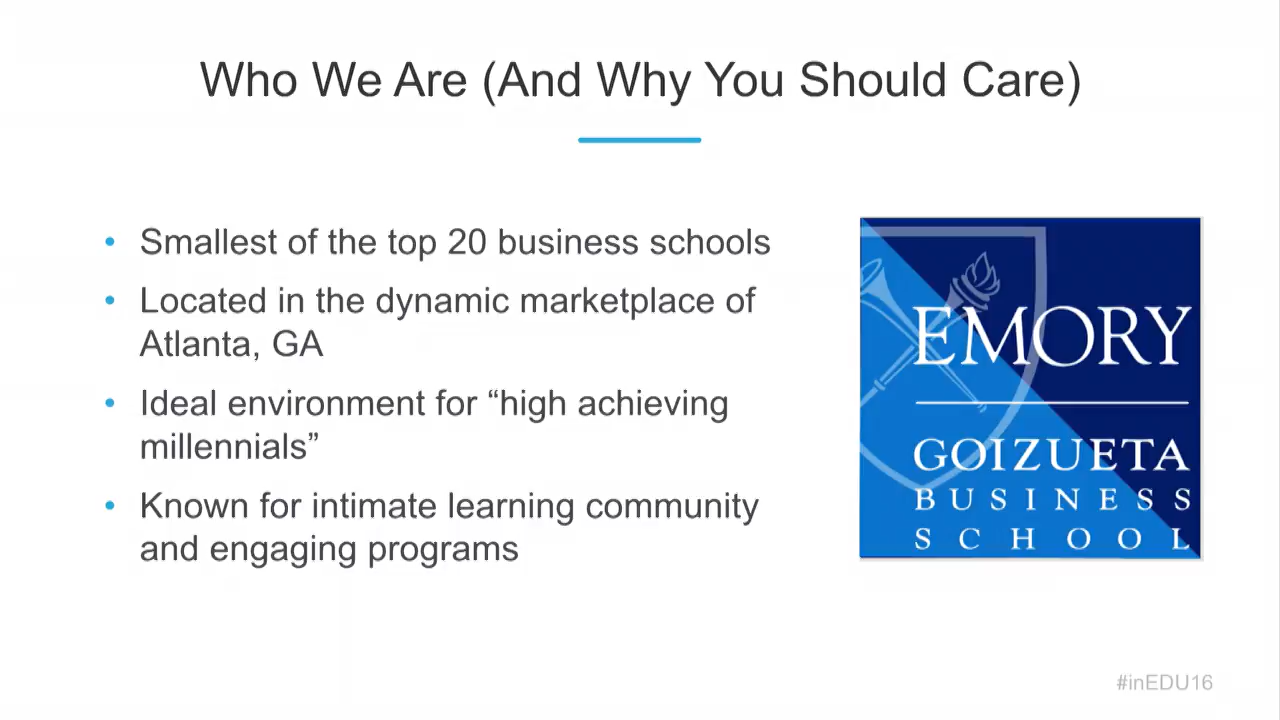 Who We Are (And Why You Should Care)
• Smallest of the top 20 business schools
• Located in the dynamic marketplace of
Atlanta, GA
• Ideal environment for “high achieving
millennials”
• Known for intimate learning community
and engaging programs
EMORY
GOIZUETA
BUSINESS
SCHOOL
#inEDU16